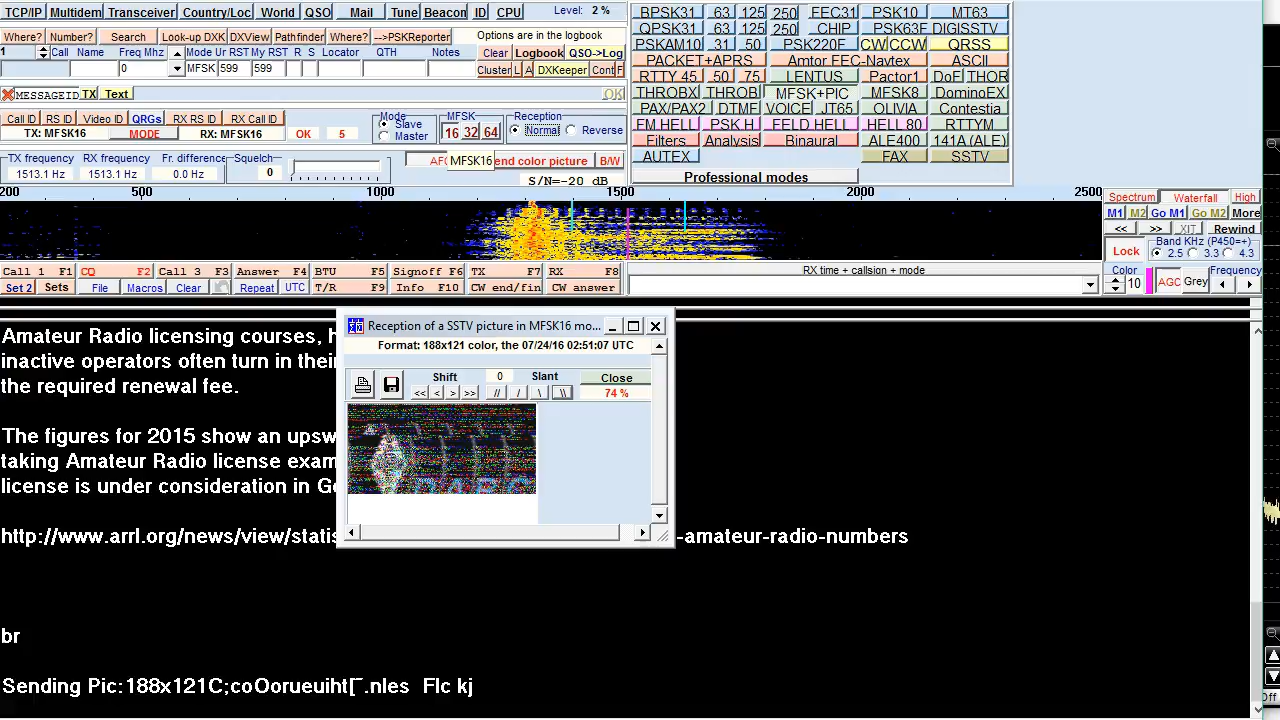 TCP/IP Multidem Transceiver Country/Loc World QSO Mail Tune Beacon ID CPU Level: 2 %
Where? Number? Search Look-up DXK DXView Pathfinder Where? -->PSKReporter Options are in the logbook
1 Call Name Freq Mhz Mode Ur RST My RST R S Locator QTH Notes Clear Logbook QSO->Log
0 MFSK 599 599 Cluster L A DXKeeper Cont F
MESSAGEID TX Text OK
Call ID RS ID Video ID QRGs RX RS ID RX Call ID
TX: MFSK16 MODE RX: MFSK16 OK 5
Mode Slave Master
MFSK 16 32 64
Reception Normal Reverse
TX frequency RX frequency Fr. difference Squelch
1513.1 Hz 1513.1 Hz 0.0 Hz 0
AFC MFSK16 end color picture B/W
S/N=-20 dB
BPSK31 63 125 250 FEC31 PSK10 MT63
QPSK31 63 125 250 CHIP PSK63F DIGISSTV
PSKAM10 31 50 PSK220F CW CCW QRSS
PACKET+APRS Amtor FEC-Navtex ASCII
RTTY 45 50 75 LENTUS Pactor1 DoF THOR
THROBX THROB MFSK+PIC MFSK8 DominoEX
PAX/PAX2 DTMF VOICE JT65 OLIVIA Contestia
FM HELL PSK H FELD HELL HELL 80 RTTYM
Filters Analysis Binaural ALE400 141A (ALE)
AUTEX FAX SSTV
Professional modes
200 500 1000 1500 2000 2500
Spectrum Waterfall High
M1 M2 Go M1 Go M2 More
<< >> XIT Rewind
Lock Band KHz (P450=+)
2.5 3.3 4.3
Color 10 AGC Grey Frequency
< >
Call 1 F1 CQ F2 Call 3 F3 Answer F4 BTU F5 Signoff F6 TX F7 RX F8
Set 2 Sets File Macros Clear Repeat UTC T/R F9 Info F10 CW end/fin CW answer
RX time + callsign + mode
Amateur Radio licensing courses, h
inactive operators often turn in their
the required renewal fee.
The figures for 2015 show an upsw
taking Amateur Radio license exam
license is under consideration in Ge
http://www.arrl.org/news/view/statis -amateur-radio-numbers
Reception of a SSTV picture in MFSK16 mo...
Format: 188x121 color, the 07/24/16 02:51:07 UTC
Shift 0 Slant Close
<< < > >> // / \ \\ 74 %
br
Sending Pic:188x121C;coOorueuiht[¯.nles Flc kj
Off